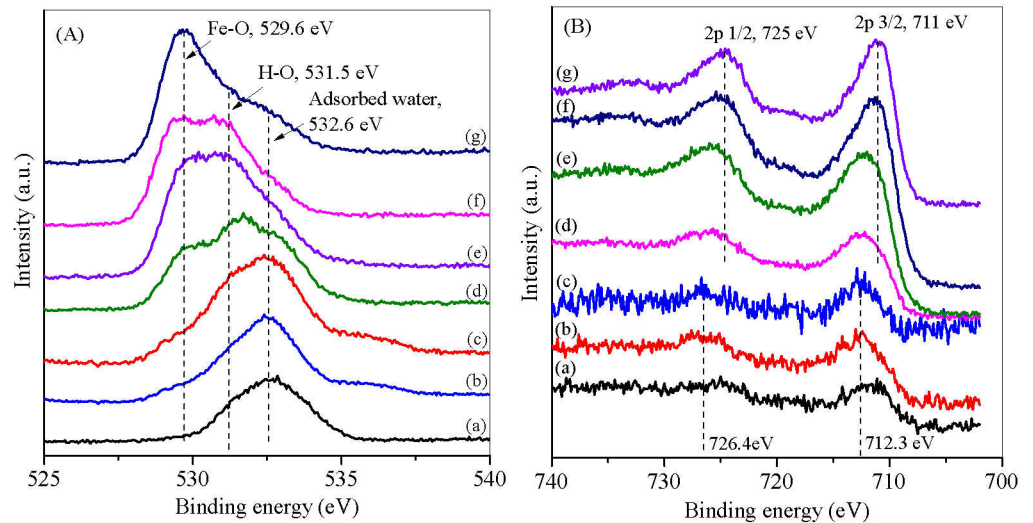 (A)
Fe-O, 529.6 eV
H-O, 531.5 eV
Adsorbed water,
532.6 eV
(g)
(f)
(e)
(d)
(c)
(b)
(a)
Intensity (a.u.)
525
530
535
540
Binding energy (eV)
(B)
2p 1/2, 725 eV
2p 3/2, 711 eV
(g)
(f)
(e)
(d)
(c)
(b)
(a)
726.4eV
712.3 eV
Intensity (a.u.)
740
730
720
710
700
Binding energy (eV)